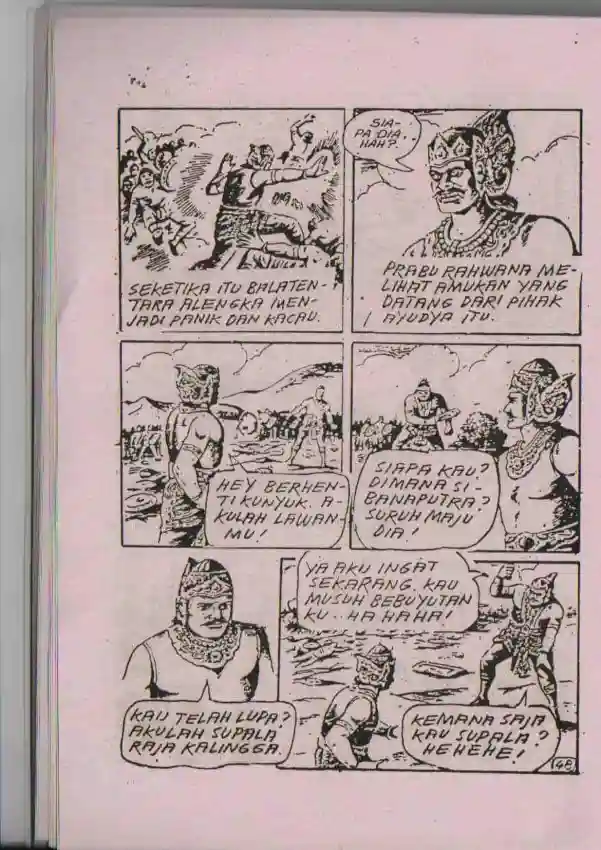 SEKETIKA ITU BALATEN-
TARA ALENGKA MEN-
JADI PANIK DAN KACAU.
SIA-
PA DIA,
HAH?.
PRABU RAHWANA ME-
LIHAT AMUKAN YANG
DATANG DARI PIHAK
AYUDYA ITU.
HEY BERHEN-
TI KUNYUK. A-
KULAH LAWAN-
MU!
SIAPA KAU?
DIMANA SI-
BANAPUTRA?
SURUH MAJU
DIA!
KAU TELAH LUPA?
AKULAH SUPALA
RAJA KALINGGA.
YA AKU INGAT
SEKARANG. KAU
MUSUH BEBUYUTAN
KU.. HA HA HA!
KEMANA SAJA
KAU SUPALA?
HEHEHE!
48